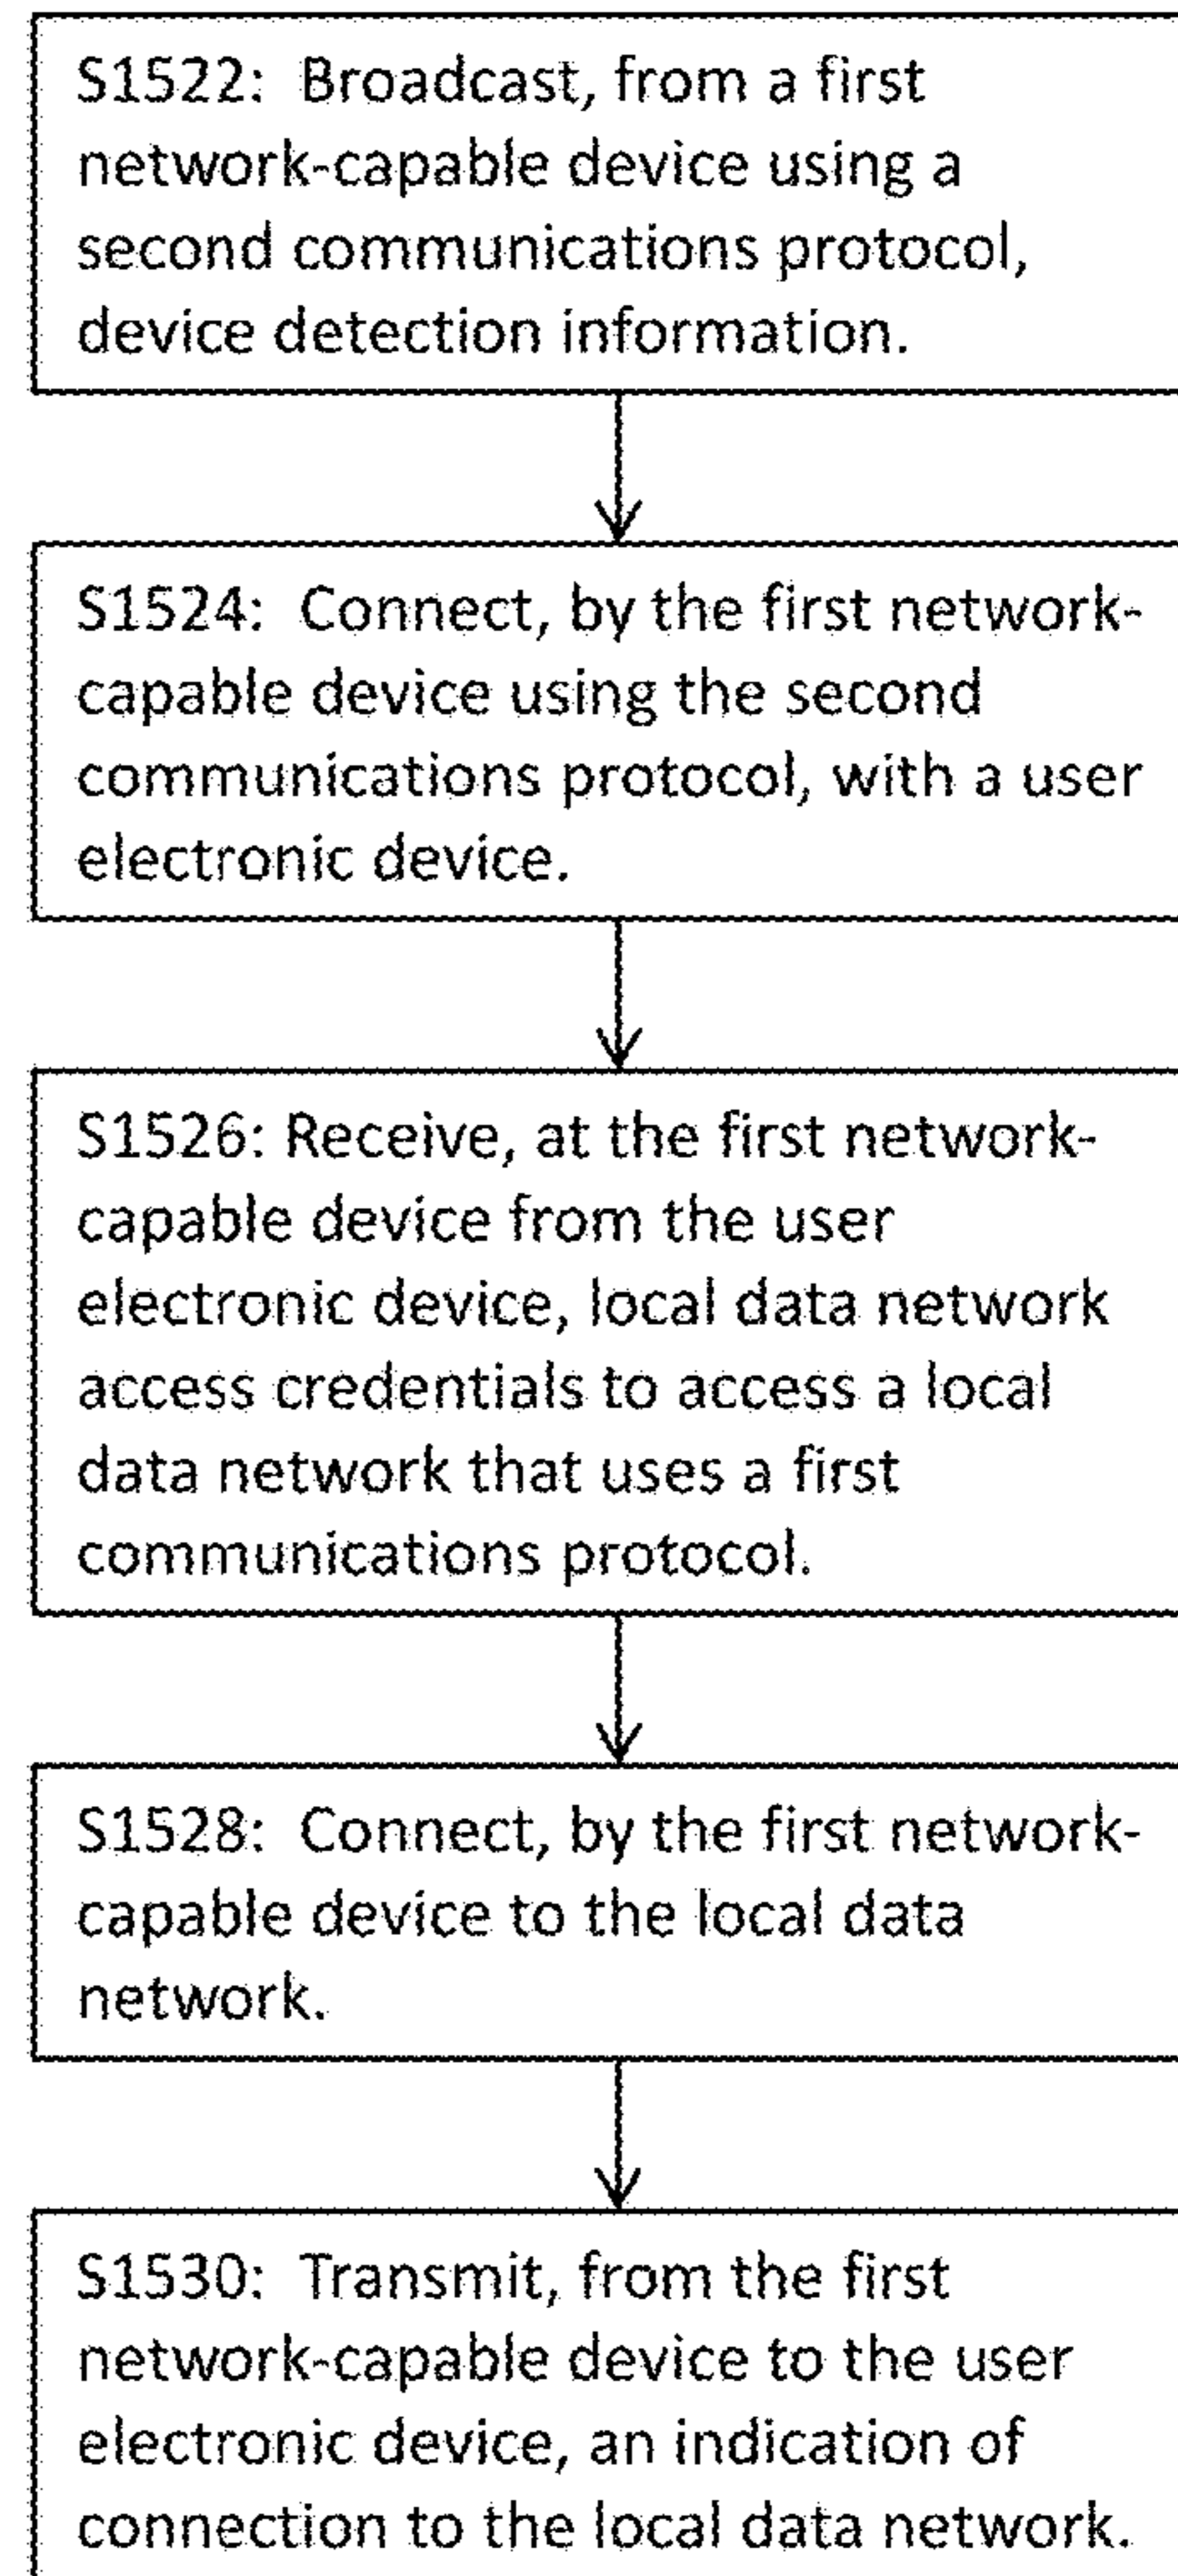 S1522:  Broadcast, from a first
network-capable device using a
second communications protocol,
device detection information.
S1524:  Connect, by the first network-
capable device using the second
communications protocol, with a user
electronic device.
S1526: Receive, at the first network-
capable device from the user
electronic device, local data network
access credentials to access a local
data network that uses a first
communications protocol.
S1528:  Connect, by the first network-
capable device to the local data
network.
S1530:  Transmit, from the first
network-capable device to the user
electronic device, an indication of
connection to the local data network.